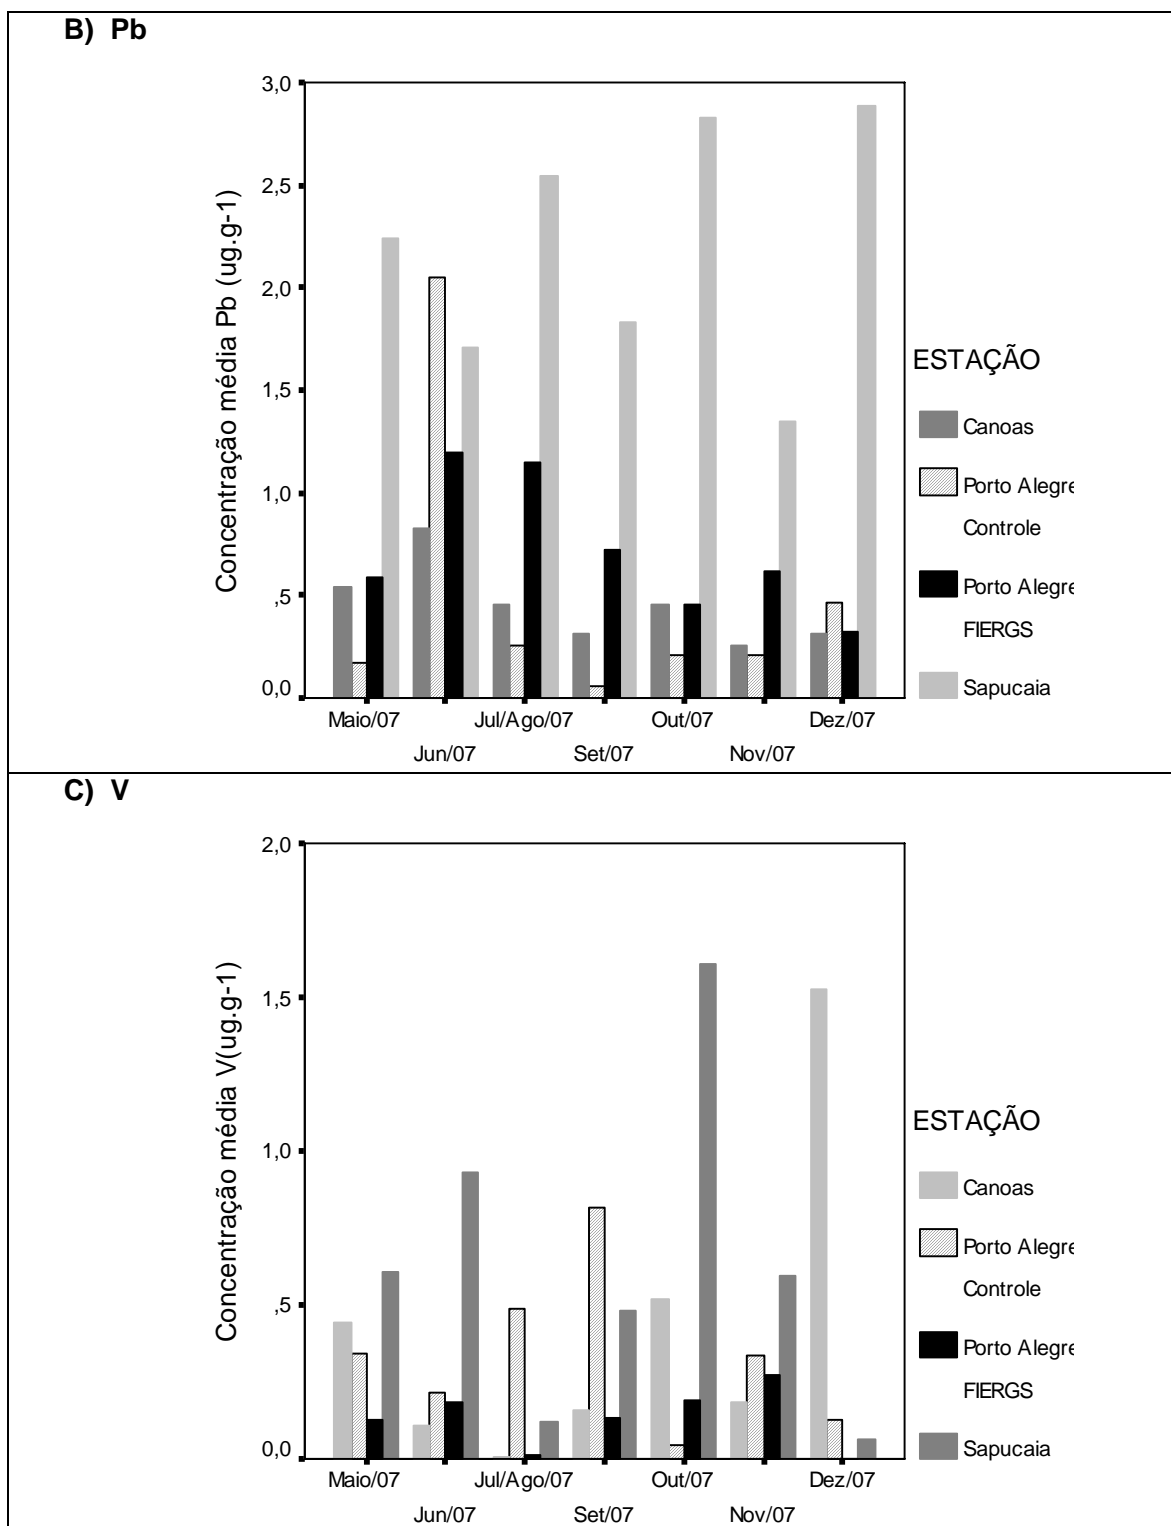 B) Pb
3,0
2,5
2,0
1,5
1,0
,5
0,0
Concentração média Pb (ug.g-1)
Maio/07
Jun/07
Jul/Ago/07
Set/07
Out/07
Nov/07
Dez/07
ESTAÇÃO
Canoas
Porto Alegre
Controle
Porto Alegre
FIERGS
Sapucaia
C) V
2,0
1,5
1,0
,5
0,0
Concentração média V(ug.g-1)
Maio/07
Jun/07
Jul/Ago/07
Set/07
Out/07
Nov/07
Dez/07
ESTAÇÃO
Canoas
Porto Alegre
Controle
Porto Alegre
FIERGS
Sapucaia